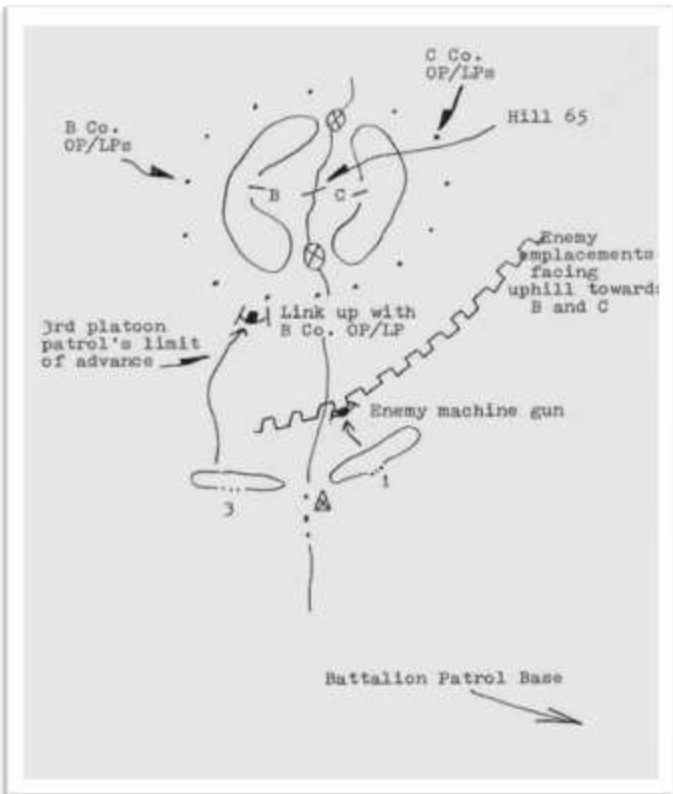 C Co.
OP/LPs
B Co.
OP/LPs
Hill 65
B
C
Enemy
emplacements
facing
uphill towards
B and C
Link up with
B Co. OP/LP
3rd platoon
patrol's limit
of advance
Enemy machine gun
1
3
A
Battalion Patrol Base